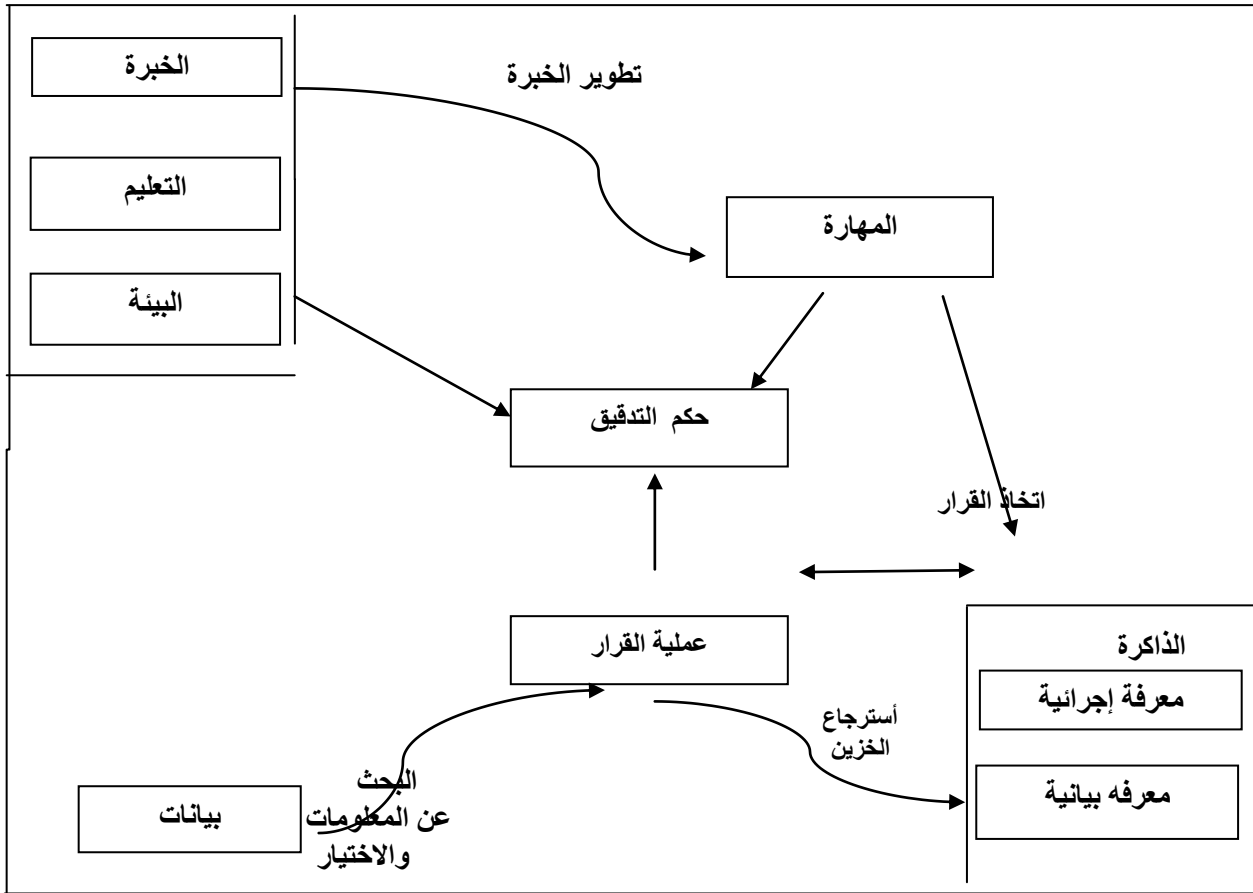 الخبرة
تطوير الخبرة
التعليم
المهارة
البيئة
حكم التدقيق
اتخاذ القرار
عملية القرار
الذاكرة
معرفة إجرائية
أسترجاع
الخزين
معرفه بيانية
البحث
عن المعلومات
والاختيار
بيانات